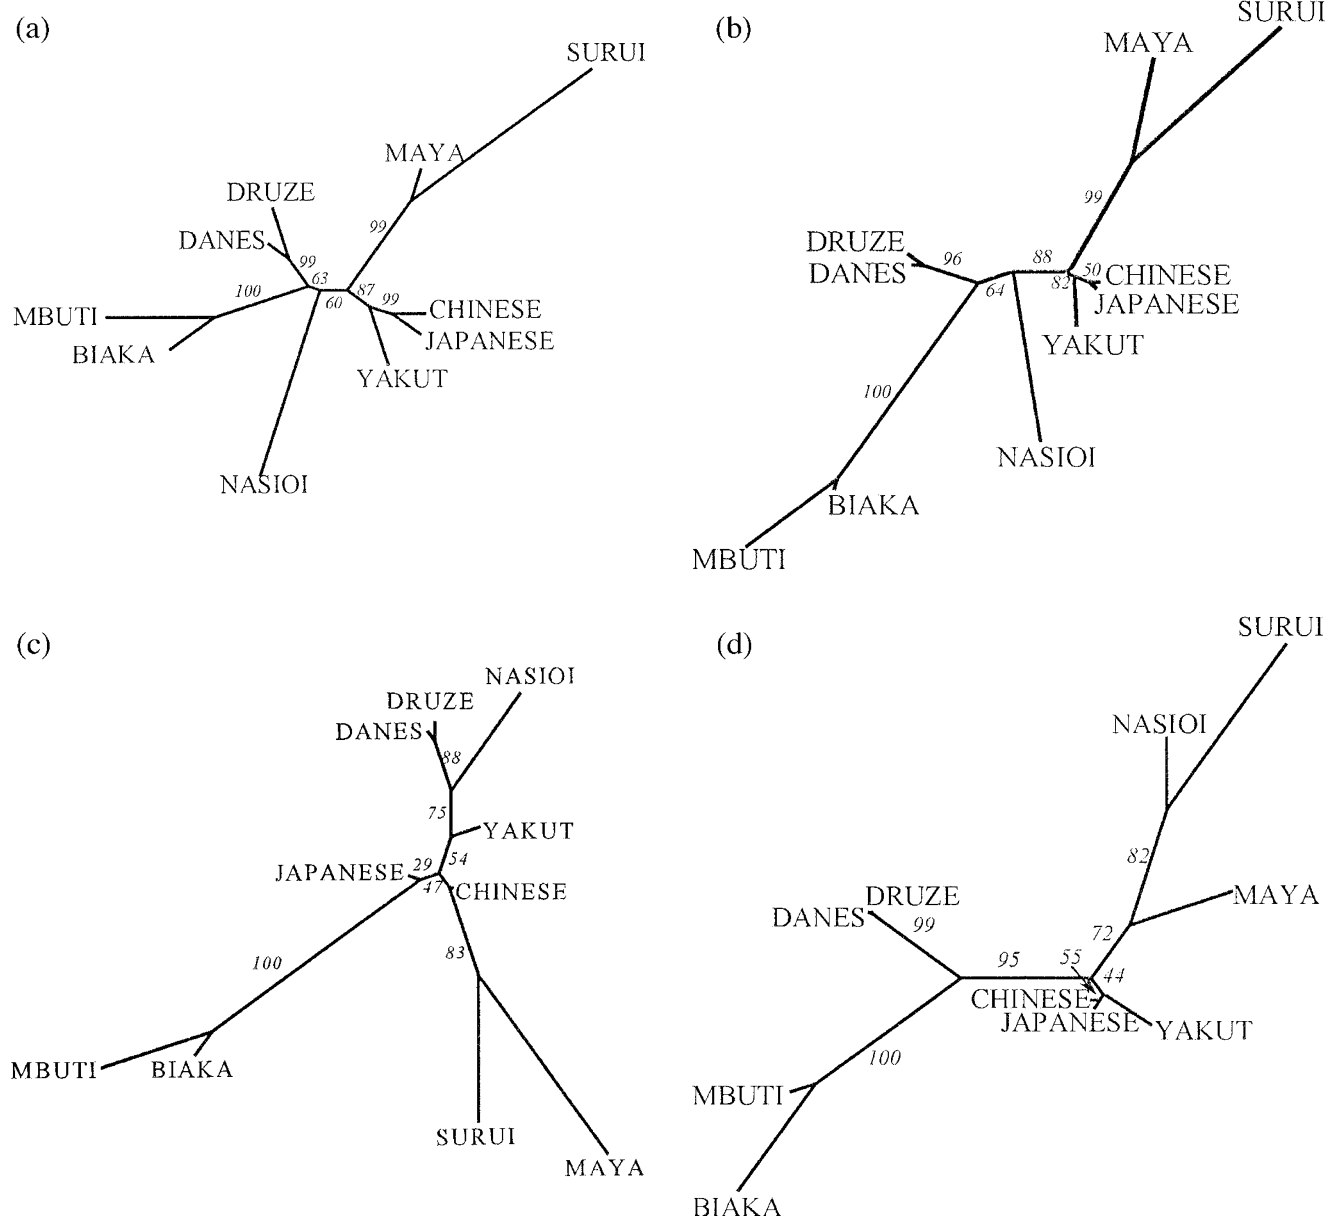 (a)
SURUI
MAYA
DRUZE
DANES
99
99
63
100
60
87
99
MBUTI
CHINESE
BIAKA
JAPANESE
YAKUT
NASIOI
(b)
SURUI
MAYA
99
DRUZE
96
88
DANES
64
82
50
CHINESE
JAPANESE
YAKUT
100
NASIOI
BIAKA
MBUTI
(c)
NASIOI
DRUZE
DANES
88
75
YAKUT
JAPANESE
29
54
47
CHINESE
83
100
MBUTI
BIAKA
SURUI
MAYA
(d)
SURUI
NASIOI
82
DRUZE
MAYA
DANES
99
72
95
55
44
CHINESE
JAPANESE
YAKUT
100
MBUTI
BIAKA